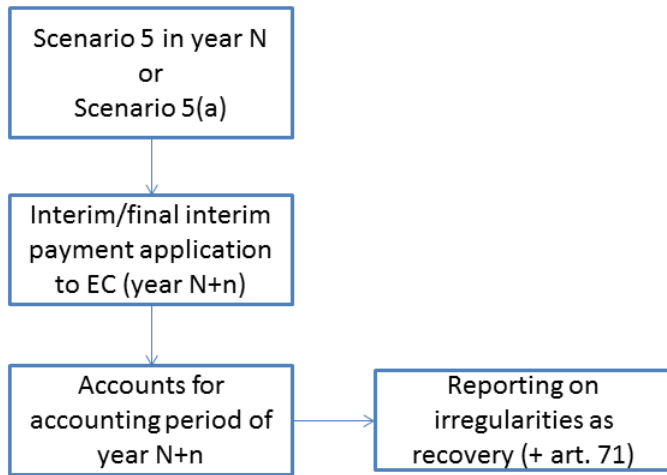 Scenario 5 in year N
or
Scenario 5(a)
Interim/final interim
payment application
to EC (year N+n)
Accounts for
accounting period of
year N+n
Reporting on
irregularities as
recovery (+ art. 71)